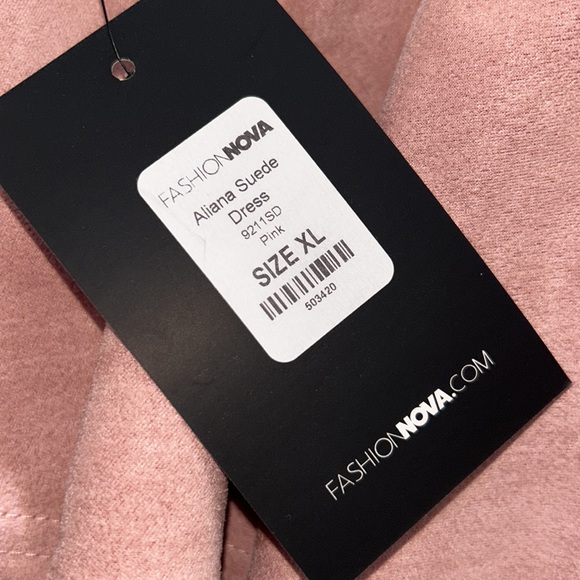 FASHIONNOVA
Aliana Suede
Dress
9211SD
Pink
SIZE XL
503420
FASHIONNOVA.COM